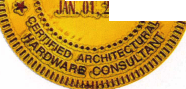 JAN. 01, 2
CERTIFIED ARCHITECTURAL
HARDWARE CONSULTANT